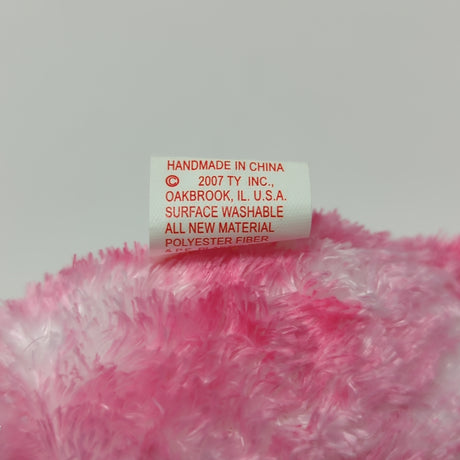 HANDMADE IN CHINA
© 2007 TY INC.,
OAKBROOK, IL. U.S.A.
SURFACE WASHABLE
ALL NEW MATERIAL
POLYESTER FIBER